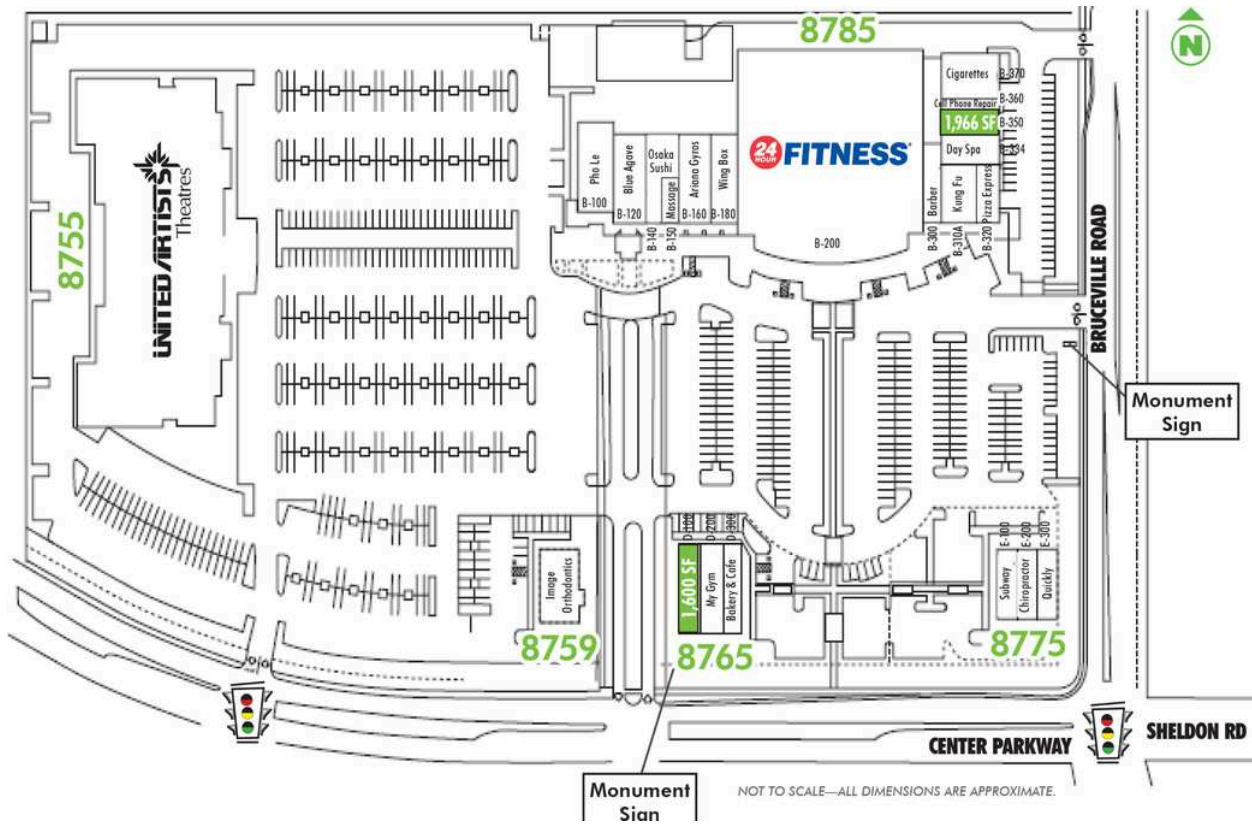 8785
N
Cigarettes
B-370
Cell Phone Repair
B-360
1,966 SF
B-350
Day Spa
B-334
Barber
B-300
Kung Fu
B-310A
Pizza Express
B-320
24
HOUR
FITNESS
B-200
Pho Le
B-100
Blue Agave
B-120
Osaka
Sushi
B-140
Massage
B-150
Ariana Gyros
B-160
Wing Box
B-180
UNITED ARTISTS
Theatres
8755
BRUCEVILLE ROAD
Monument
Sign
D-100
D-200
D-300
1,600 SF
My Gym
Bakery & Cafe
8765
Image
Orthodontics
8759
E-100
E-200
E-300
Subway
Chiropractor
Quickly
8775
CENTER PARKWAY
SHELDON RD
Monument
Sign
NOT TO SCALE—ALL DIMENSIONS ARE APPROXIMATE.